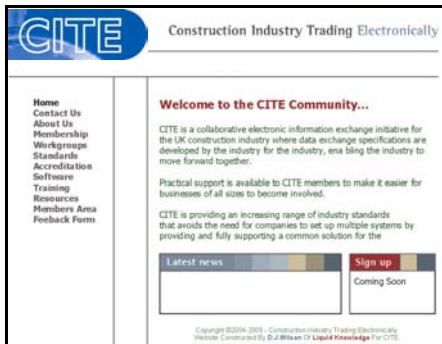 CITE
Construction Industry Trading Electronically
Home
Contact Us
About Us
Membership
Workgroups
Standards
Accreditation
Software
Training
Resources
Members Area
Feeback Form
Welcome to the CITE Community...
CITE is a collaborative electronic information exchange initiative for
the UK construction industry where data exchange specifications are
developed by the industry for the industry, ena bling the industry to
move forward together.
Practical support is available to CITE members to make it easier for
businesses of all sizes to become involved.
CITE is providing an increasing range of industry standards
that avoids the need for companies to set up multiple systems by
providing and fully supporting a common solution for the
Latest news
Sign up
Coming Soon
Copyright ©2004-2005 - Construction Industry Trading Electronically
Website Constructed By D.J.Wilson Of Liquid Knowledge For CITE.